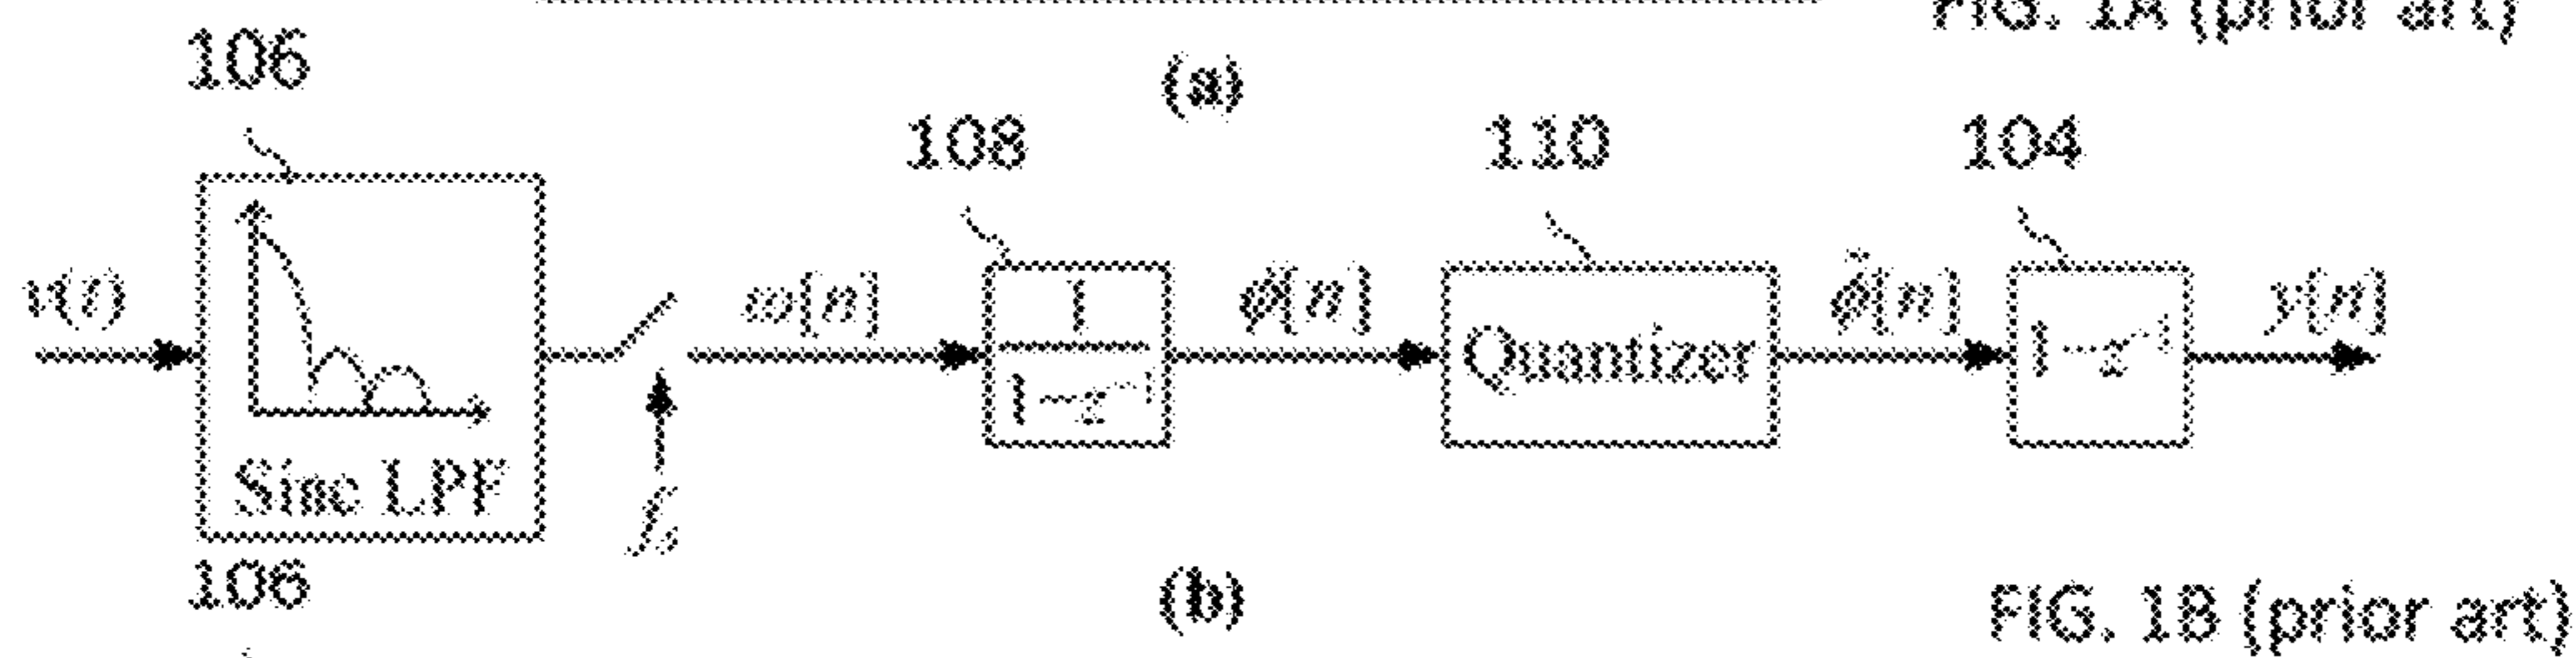 FIG. 1A (prior art)
106
(a)
108
110
104
v(t)
ω[n]
1
1-z⁻¹
ϕ[n]
Quantizer
ϕ̂[n]
1-z⁻¹
y[n]
Sinc LPF
fs
106
(b)
FIG. 1B (prior art)